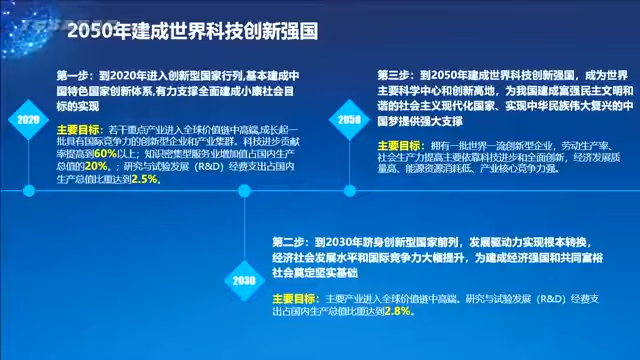 2050年建成世界科技创新强国
第一步：到2020年进入创新型国家行列,基本建成中
国特色国家创新体系,有力支撑全面建成小康社会目
标的实现
2020
主要目标：若干重点产业进入全球价值链中高端,成长起一
批具有国际竞争力的创新型企业和产业集群。科技进步贡献
率提高到60%以上；知识密集型服务业增加值占国内生产
总值的20%。；研究与试验发展（R&D）经费支出占国内
生产总值比重达到2.5%。
第三步：到2050年建成世界科技创新强国，成为世
界主要科学中心和创新高地，为我国建成富强民主文明和
谐的社会主义现代化国家、实现中华民族伟大复兴的中
国梦提供强大支撑
2050
主要目标：拥有一批世界一流创新型企业，劳动生产率、
社会生产力提高主要依靠科技进步和全面创新，经济发展质
量高、能源资源消耗低、产业核心竞争力强。
第二步：到2030年跻身创新型国家前列，发展驱动力实现根本转换，
经济社会发展水平和国际竞争力大幅提升，为建成经济强国和共同富裕
社会奠定坚实基础
2030
主要目标：主要产业进入全球价值链中高端。研究与试验发展（R&D）经费支
出占国内生产总值比重达到2.8%。